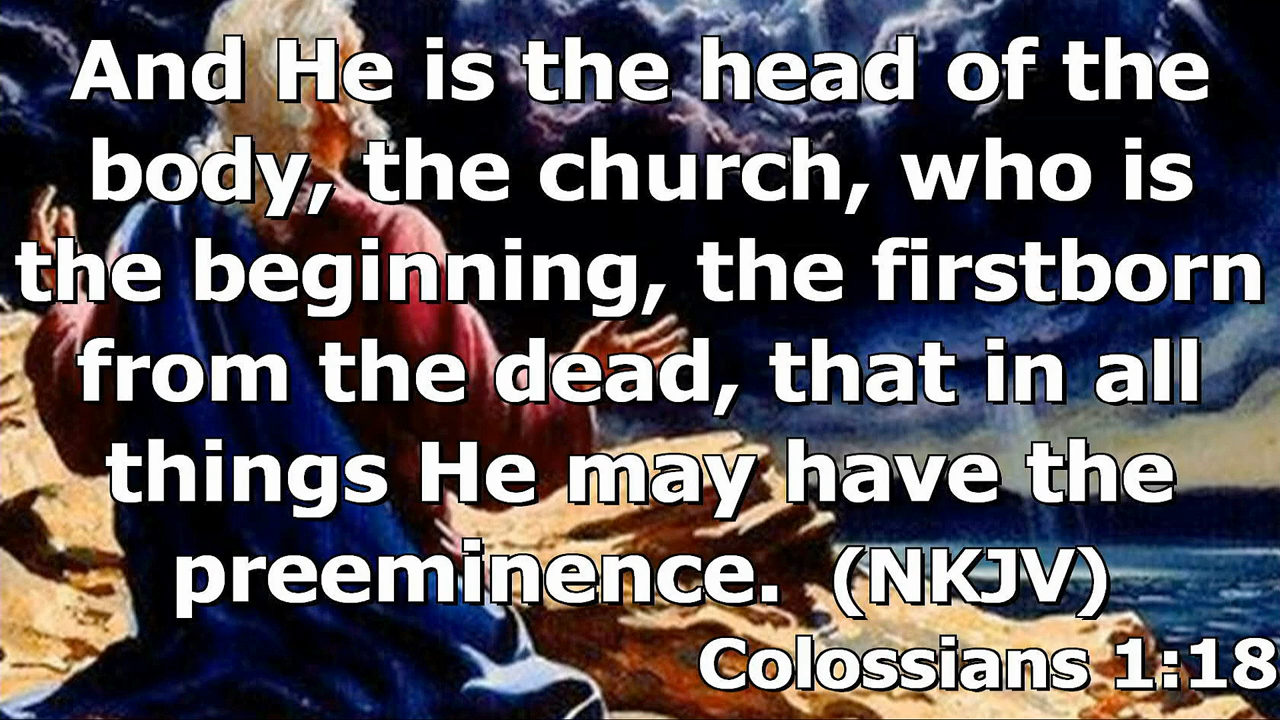 And He is the head of the
body, the church, who is
the beginning, the firstborn
from the dead, that in all
things He may have the
preeminence.  (NKJV)
Colossians 1:18